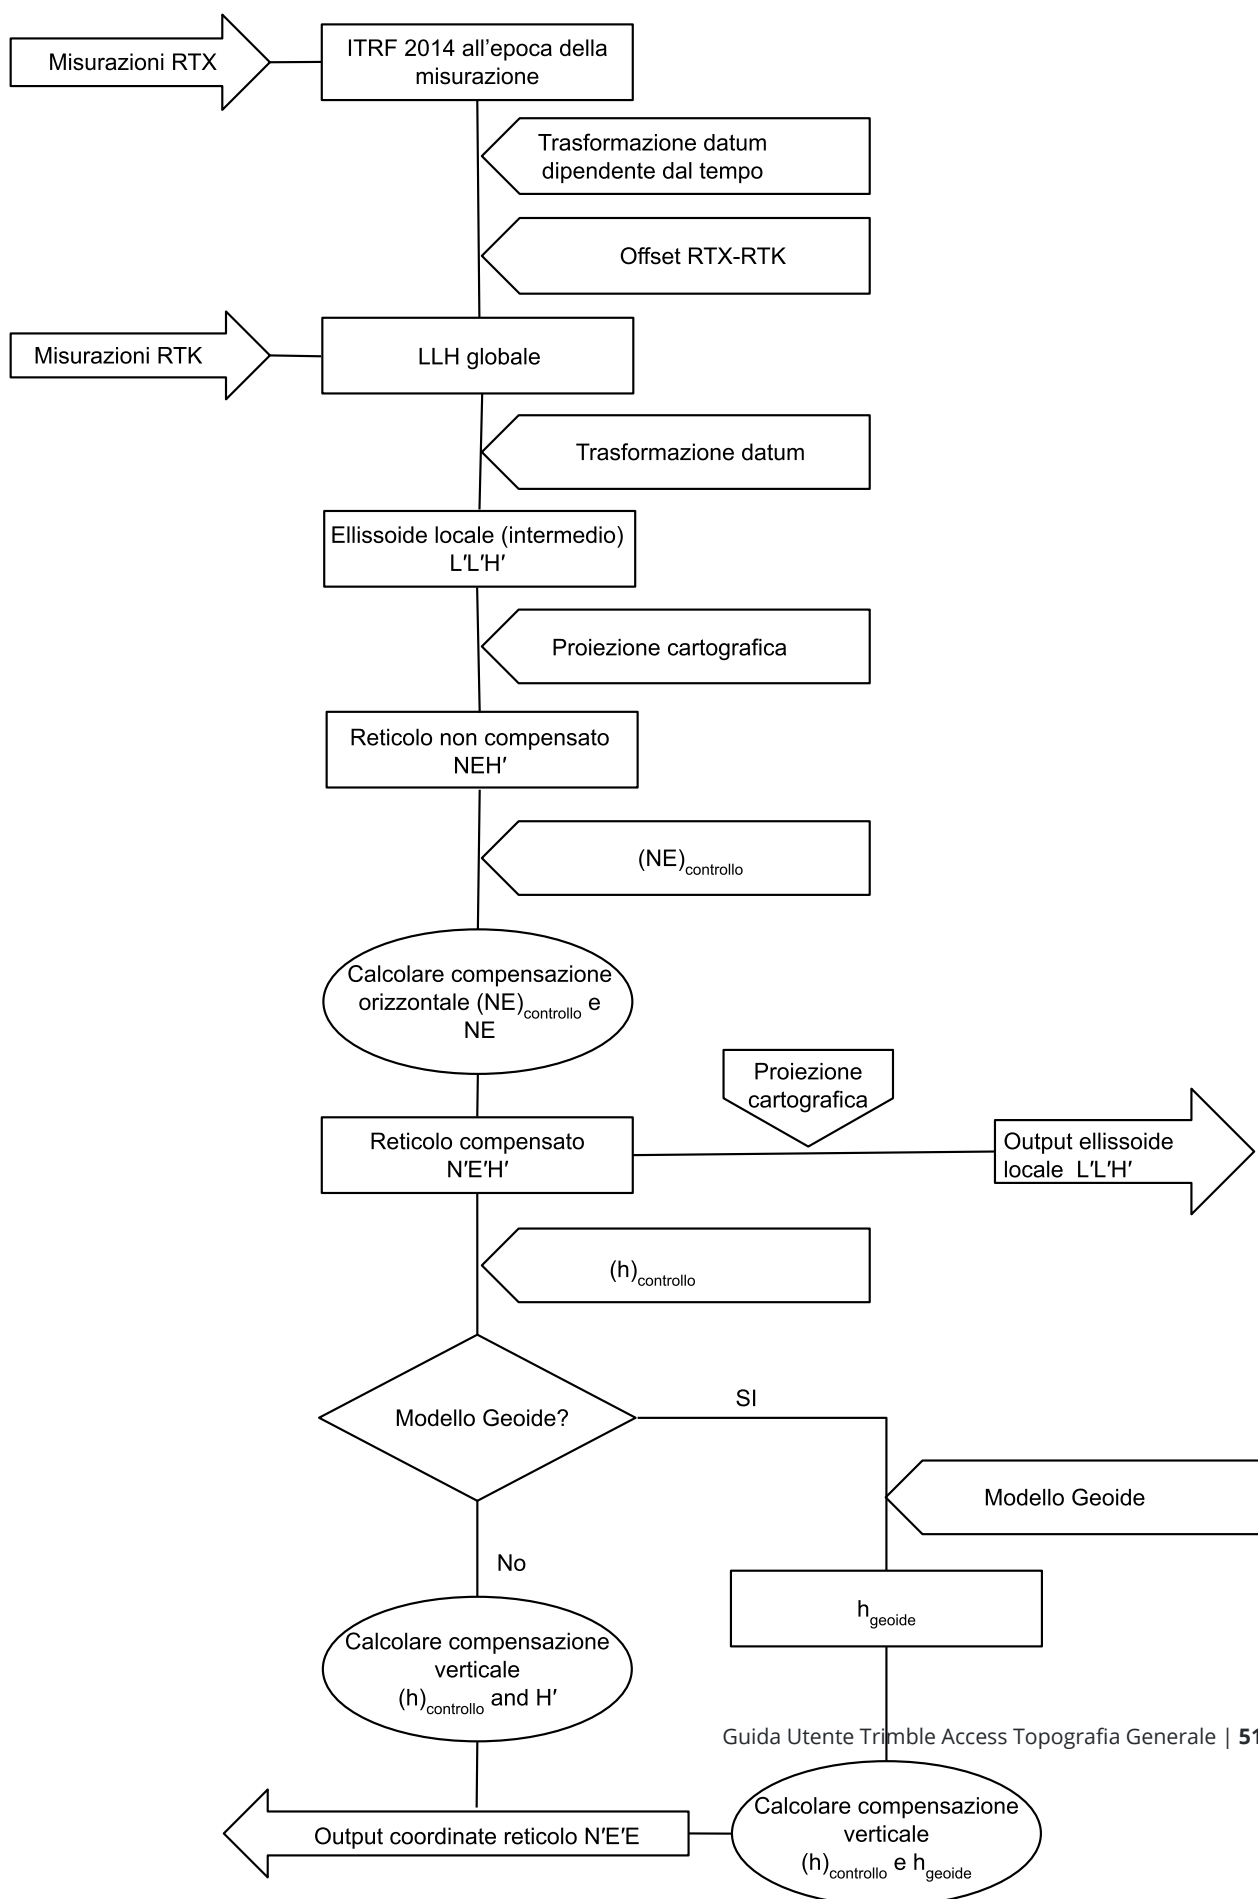 Misurazioni RTX
ITRF 2014 all'epoca della
misurazione
Trasformazione datum
dipendente dal tempo
Offset RTX-RTK
Misurazioni RTK
LLH globale
Trasformazione datum
Ellissoide locale (intermedio)
L′L′H′
Proiezione cartografica
Reticolo non compensato
NEH′
(NE)controllo
Calcolare compensazione
orizzontale (NE)controllo e
NE
Proiezione
cartografica
Reticolo compensato
N′E′H′
Output ellissoide
locale L′L′H′
(h)controllo
Modello Geoide?
SI
Modello Geoide
No
hgeoide
Calcolare compensazione
verticale
(h)controllo and H′
Guida Utente Trimble Access Topografia Generale | 51
Calcolare compensazione
verticale
(h)controllo e hgeoide
Output coordinate reticolo N′E′E